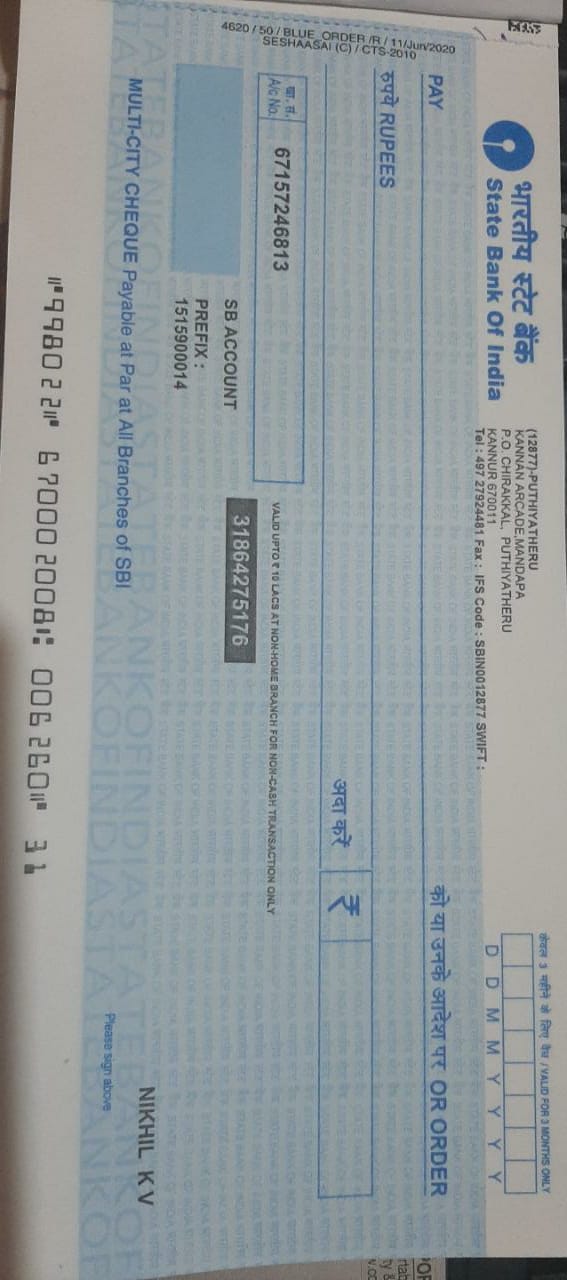 केवल 3 महीने के लिए वैध / VALID FOR 3 MONTHS ONLY
D D M M Y Y Y Y
भारतीय स्टेट बैंक
State Bank Of India
(12877)-PUTHIYATHERU
KANNAN ARCADE,MANDAPA
P.O. CHIRAKKAL, PUTHIYATHERU
KANNUR 670011
Tel : 497 27924481 Fax : IFS Code : SBIN0012877 SWIFT :
PAY
को या उनके आदेश पर OR ORDER
रुपये RUPEES
अदा करें ₹
खा. सं.
A/c No.
67157246813
VALID UPTO ₹ 10 LACS AT NON-HOME BRANCH FOR NON-CASH TRANSACTION ONLY
SB ACCOUNT
31864275176
PREFIX :
1515900014
NIKHIL K V
MULTI-CITY CHEQUE Payable at Par at All Branches of SBI
Please sign above
⑈998022⑈ 670002008⑆ 006260⑈ 31
4620 / 50 / BLUE_ORDER /R / 11/Jun/2020
SESHAASAI (C) / CTS-2010